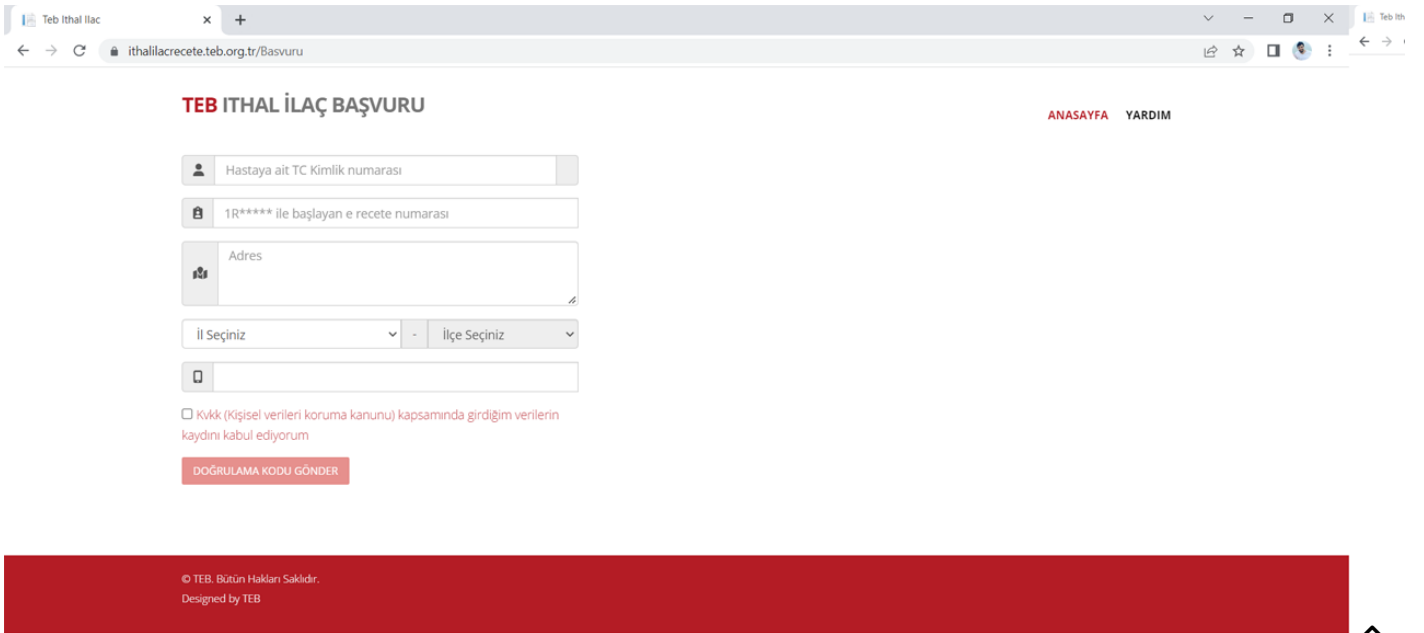 Teb Ithal Ilac
Teb Ith
ithalilacrecete.teb.org.tr/Basvuru
TEB ITHAL İLAÇ BAŞVURU
ANASAYFA YARDIM
Hastaya ait TC Kimlik numarası
1R***** ile başlayan e recete numarası
Adres
İl Seçiniz - İlçe Seçiniz
Kvkk (Kişisel verileri koruma kanunu) kapsamında girdiğim verilerin
kaydını kabul ediyorum
DOĞRULAMA KODU GÖNDER
© TEB. Bütün Hakları Saklıdır.
Designed by TEB